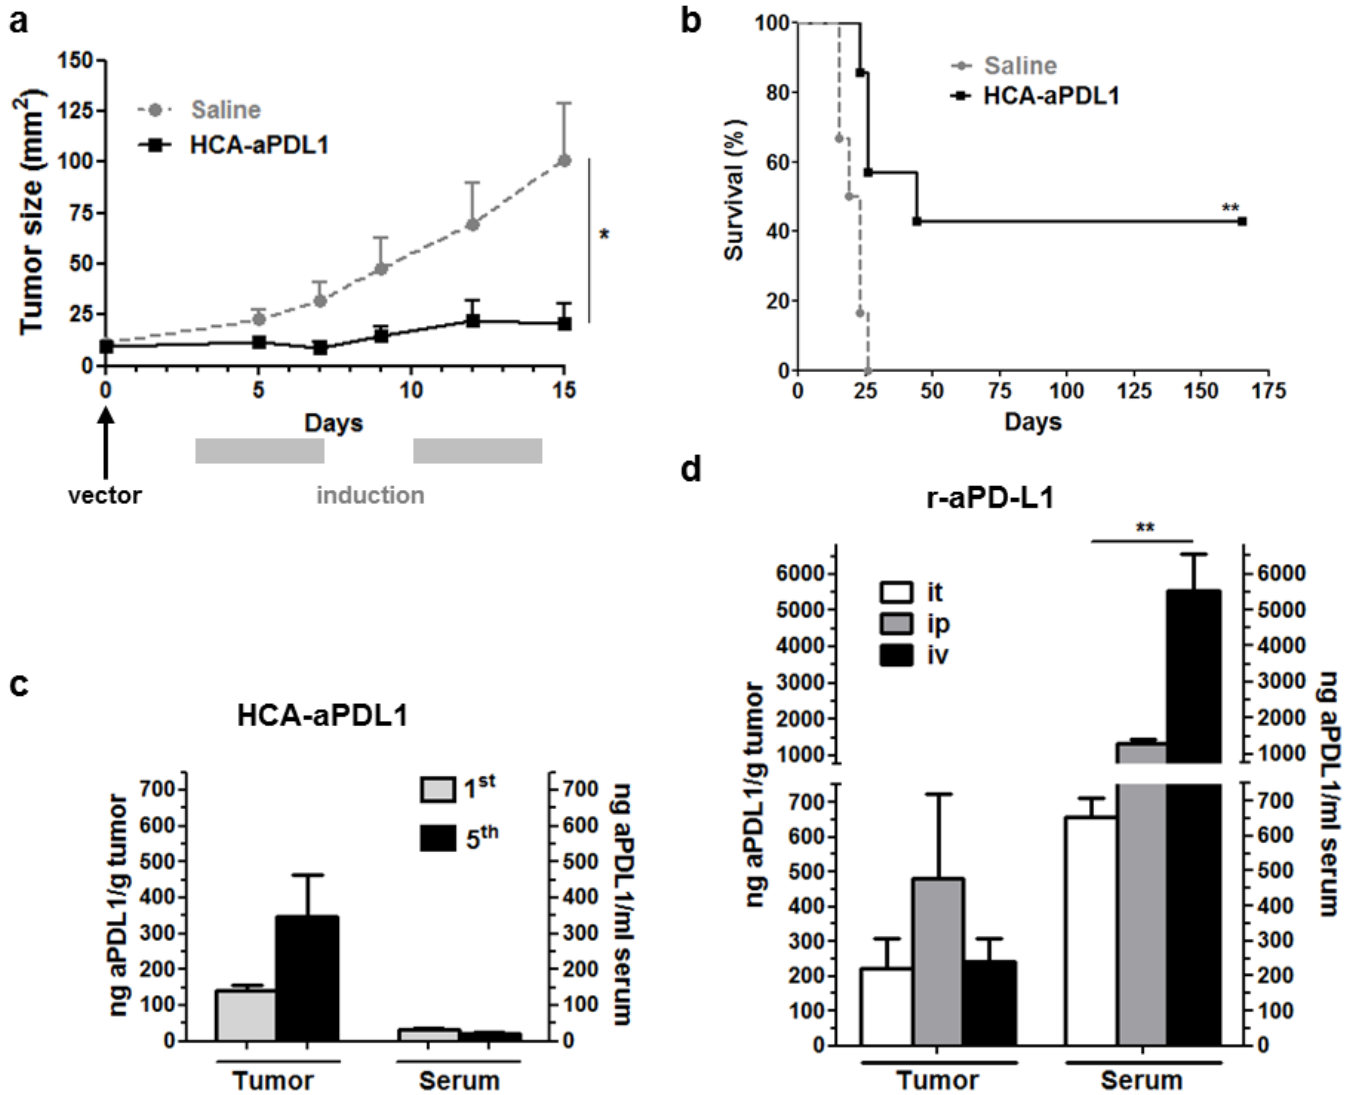 a
150
125
100
75
50
25
0
Tumor size (mm²)
Saline
HCA-aPDL1
*
0 5 10 15
Days
vector
induction
b
100
80
60
40
20
0
Survival (%)
Saline
HCA-aPDL1
**
0 25 50 75 100 125 150 175
Days
c
HCA-aPDL1
700
600
500
400
300
200
100
0
ng aPDL1/g tumor
1st
5th
700
600
500
400
300
200
100
0
ng aPDL1/ml serum
Tumor Serum
d
r-aPD-L1
**
6000
5000
4000
3000
2000
1000
700
600
500
400
300
200
100
0
ng aPDL1/g tumor
it
ip
iv
6000
5000
4000
3000
2000
1000
700
600
500
400
300
200
100
0
ng aPDL1/ml serum
Tumor Serum